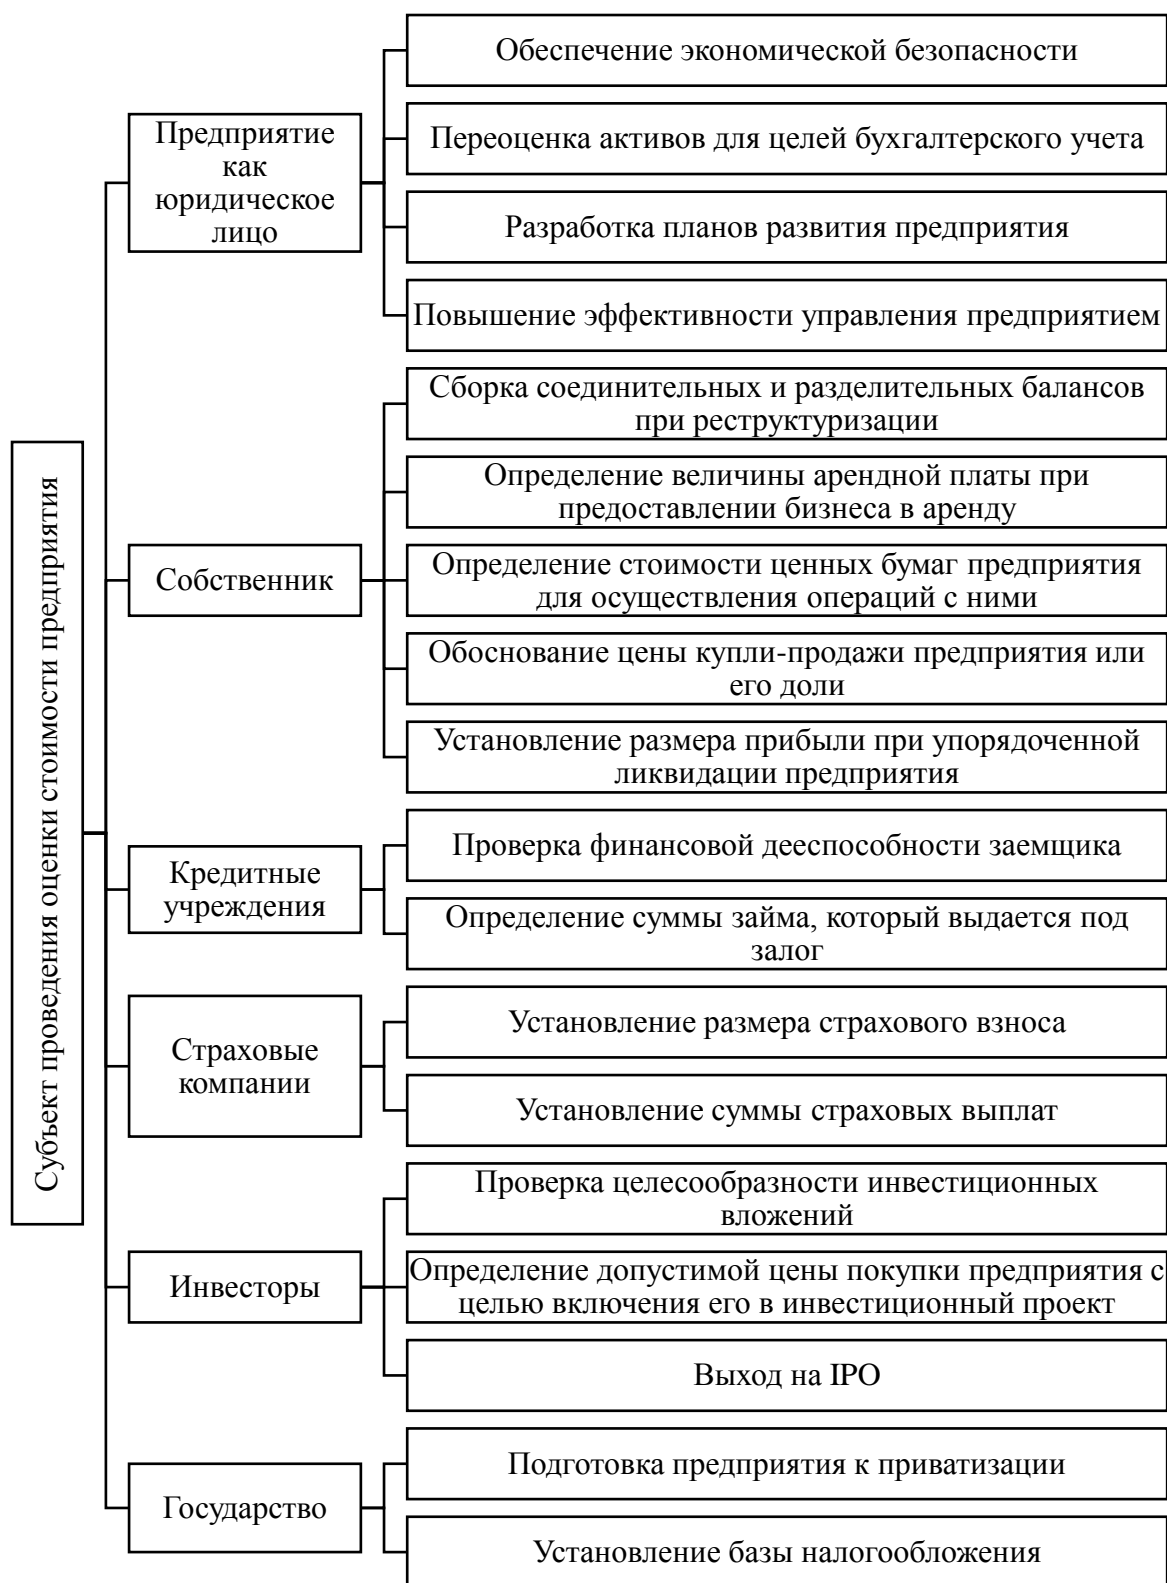 Субъект проведения оценки стоимости предприятия
Предприятие
как
юридическое
лицо
Обеспечение экономической безопасности
Переоценка активов для целей бухгалтерского учета
Разработка планов развития предприятия
Повышение эффективности управления предприятием
Собственник
Сборка соединительных и разделительных балансов
при реструктуризации
Определение величины арендной платы при
предоставлении бизнеса в аренду
Определение стоимости ценных бумаг предприятия
для осуществления операций с ними
Обоснование цены купли-продажи предприятия или
его доли
Установление размера прибыли при упорядоченной
ликвидации предприятия
Кредитные
учреждения
Проверка финансовой дееспособности заемщика
Определение суммы займа, который выдается под
залог
Страховые
компании
Установление размера страхового взноса
Установление суммы страховых выплат
Инвесторы
Проверка целесообразности инвестиционных
вложений
Определение допустимой цены покупки предприятия с
целью включения его в инвестиционный проект
Выход на IPO
Государство
Подготовка предприятия к приватизации
Установление базы налогообложения